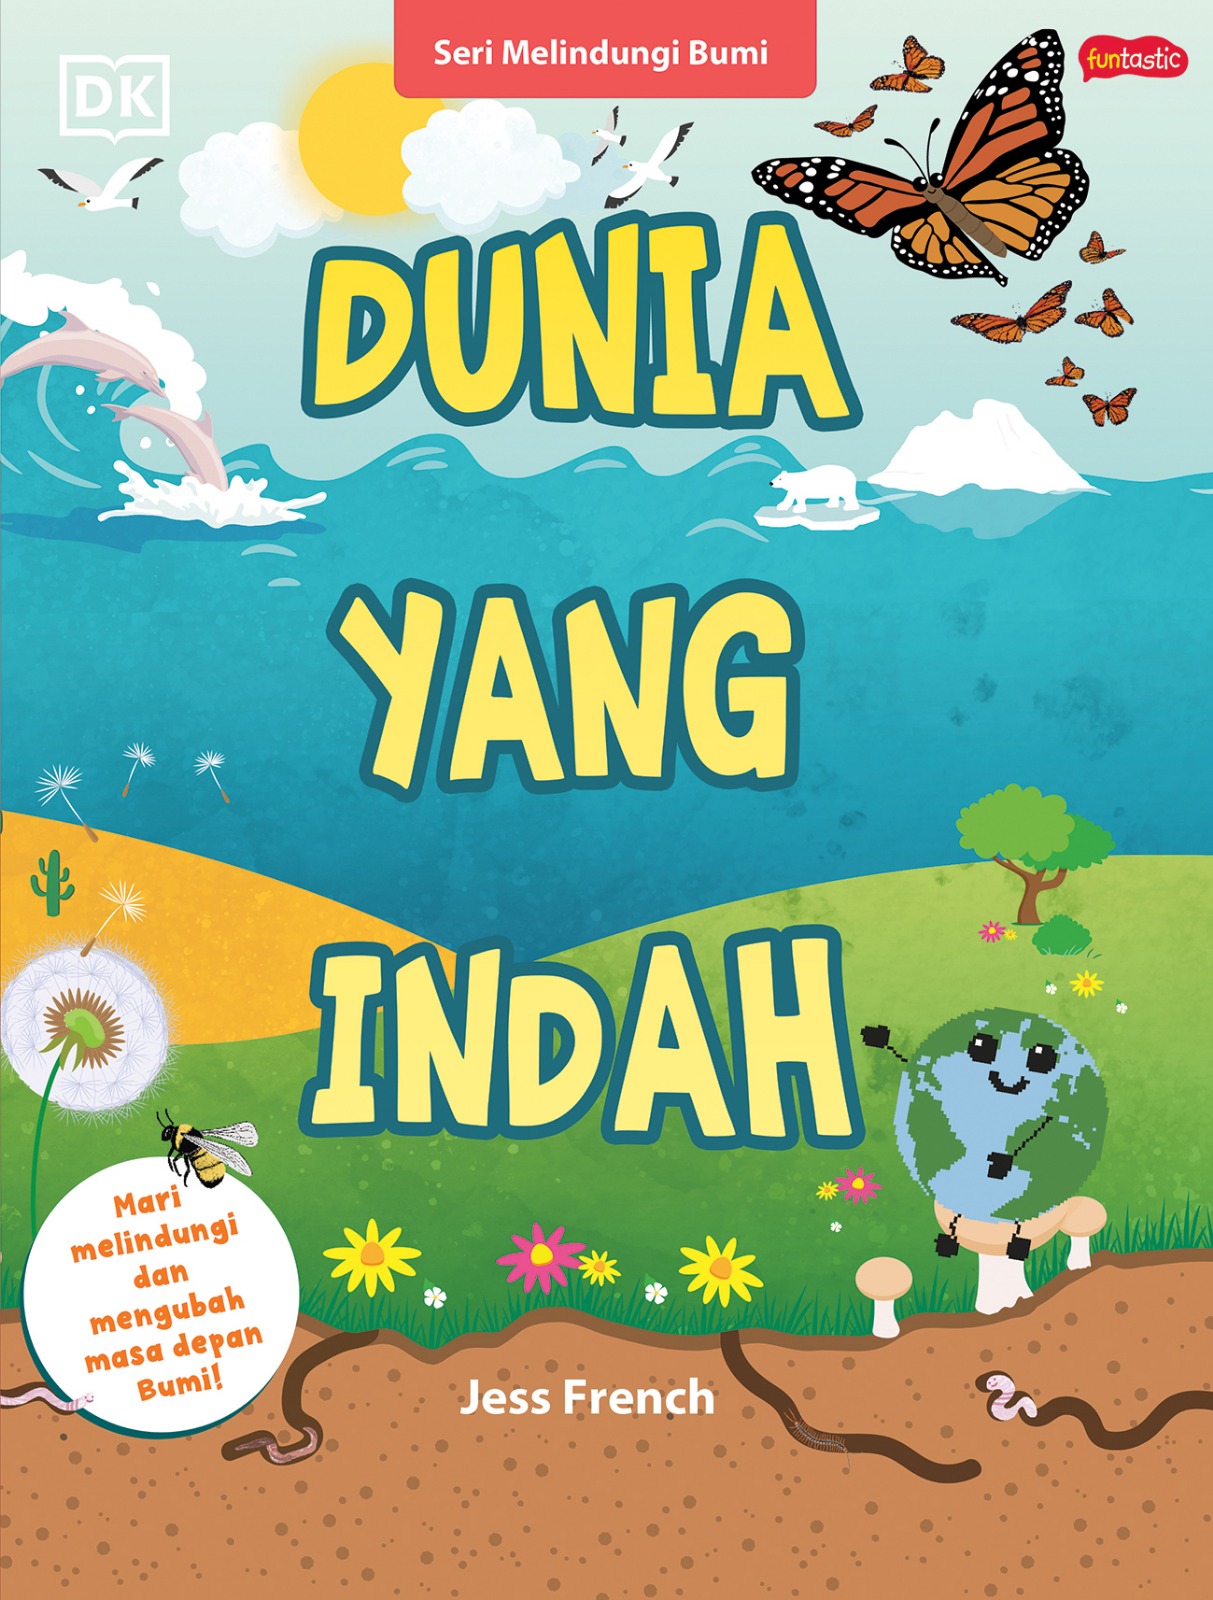 Seri Melindungi Bumi
DK
funtastic
DUNIA
YANG
INDAH
Mari
melindungi
dan
mengubah
masa depan
Bumi!
Jess French